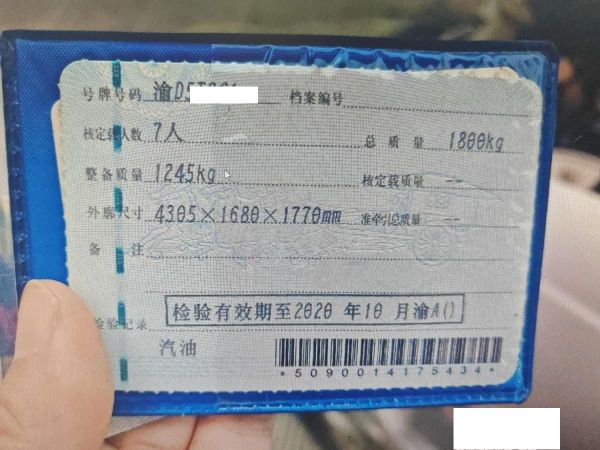 号牌号码 渝D 档案编号
核定载人数 7人 总质量 1800kg
整备质量 1245kg 核定载质量 --
外廓尺寸 4305×1680×1770mm 准牵引总质量 --
备注
检验有效期至2020 年10 月渝A()
检验记录
汽油
*5090014175434*